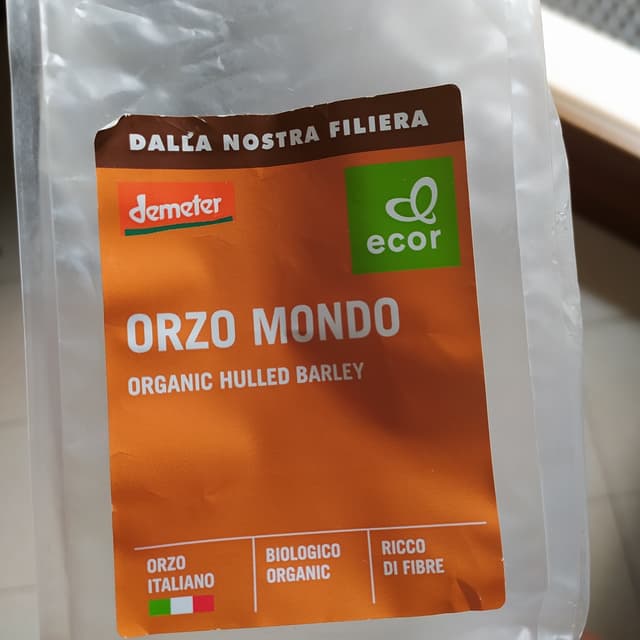 DALLA NOSTRA FILIERA
demeter
ecor
ORZO MONDO
ORGANIC HULLED BARLEY
ORZO
ITALIANO
BIOLOGICO
ORGANIC
RICCO
DI FIBRE